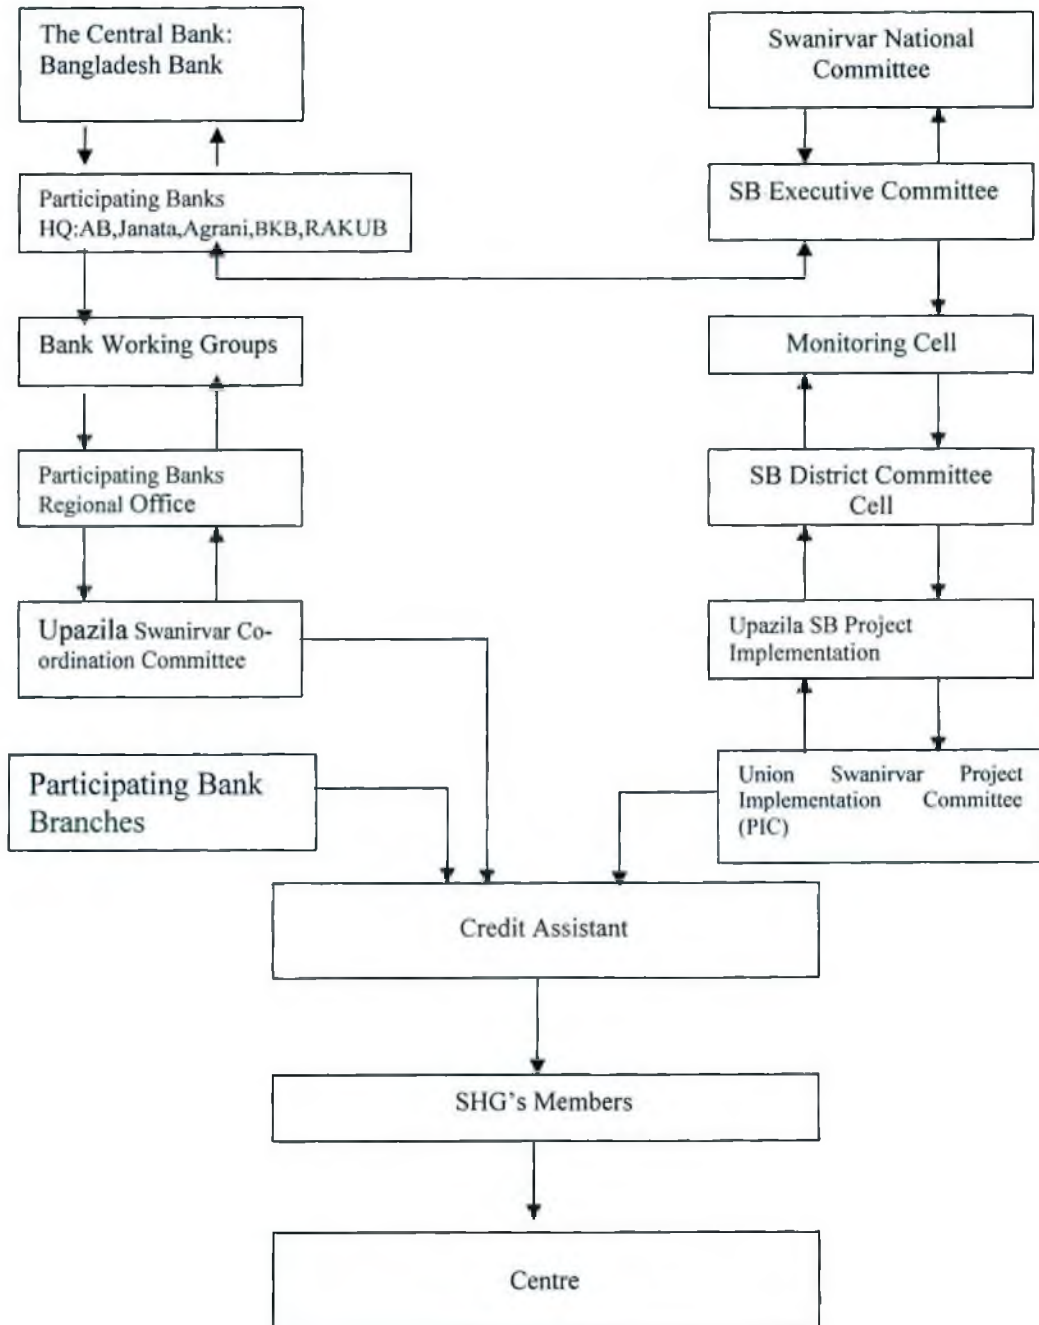 The Central Bank:
Bangladesh Bank
Swanirvar National
Committee
Participating Banks
HQ:AB,Janata,Agrani,BKB,RAKUB
SB Executive Committee
Bank Working Groups
Monitoring Cell
Participating Banks
Regional Office
SB District Committee
Cell
Upazila Swanirvar Co-
ordination Committee
Upazila SB Project
Implementation
Participating Bank
Branches
Union Swanirvar Project
Implementation Committee
(PIC)
Credit Assistant
SHG's Members
Centre